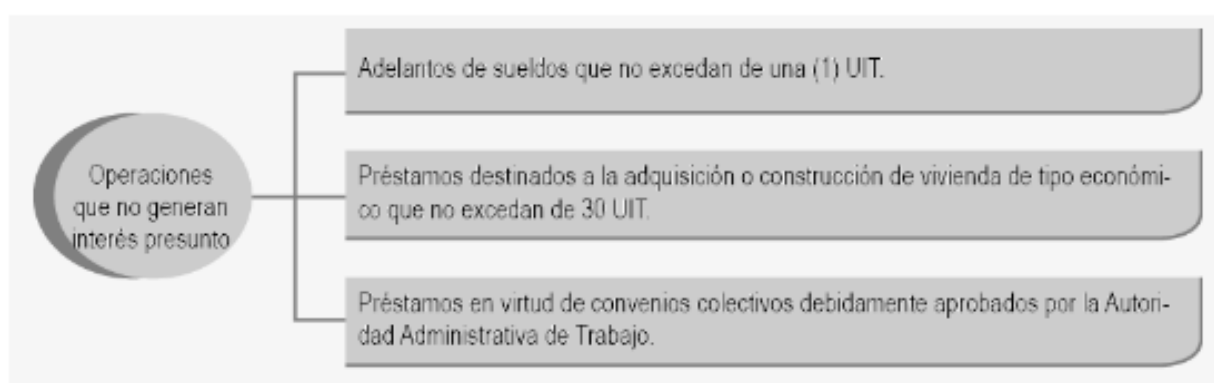 Operaciones
que no generan
interés presunto
Adelantos de sueldos que no excedan de una (1) UIT.
Préstamos destinados a la adquisición o construcción de vivienda de tipo económi-
co que no excedan de 30 UIT.
Préstamos en virtud de convenios colectivos debidamente aprobados por la Autori-
dad Administrativa de Trabajo.